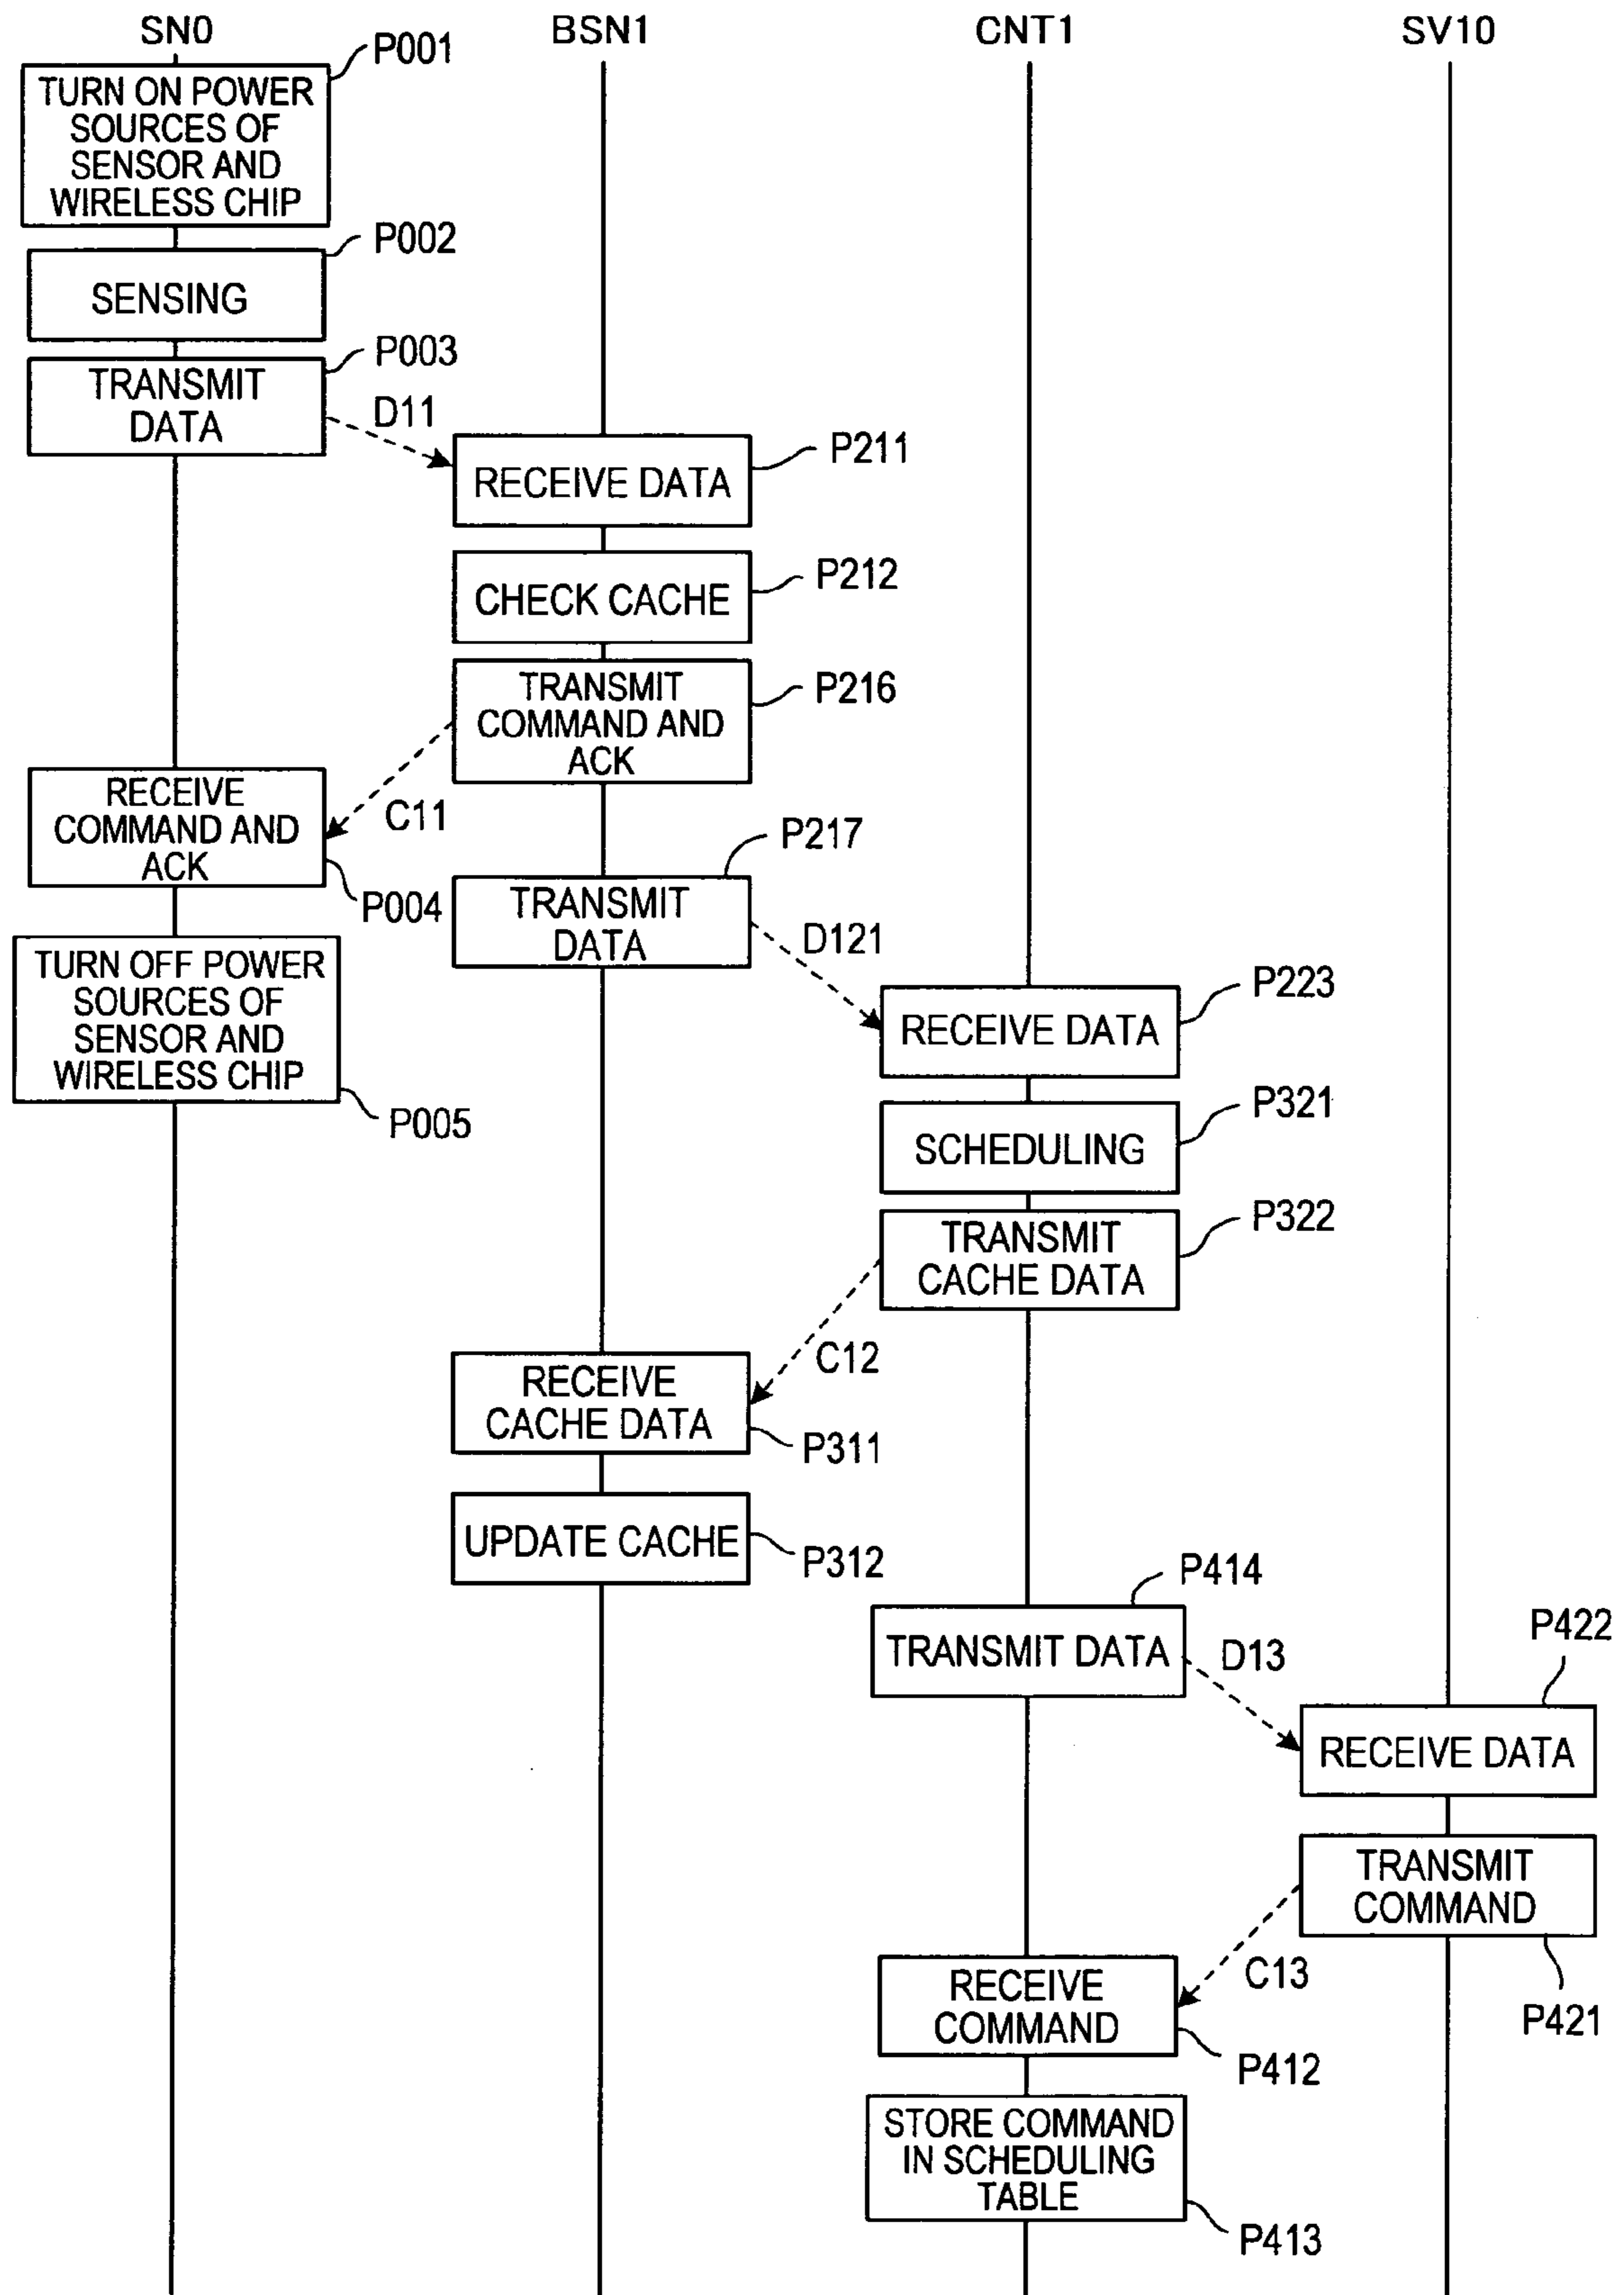 SN0
BSN1
CNT1
SV10
P001
TURN ON POWER
SOURCES OF
SENSOR AND
WIRELESS CHIP
P002
SENSING
P003
TRANSMIT
DATA
D11
P211
RECEIVE DATA
P212
CHECK CACHE
P216
TRANSMIT
COMMAND AND
ACK
C11
RECEIVE
COMMAND AND
ACK
P004
P217
TRANSMIT
DATA
D121
TURN OFF POWER
SOURCES OF
SENSOR AND
WIRELESS CHIP
P005
P223
RECEIVE DATA
P321
SCHEDULING
P322
TRANSMIT
CACHE DATA
C12
RECEIVE
CACHE DATA
P311
UPDATE CACHE
P312
P414
TRANSMIT DATA
D13
P422
RECEIVE DATA
TRANSMIT
COMMAND
P421
C13
RECEIVE
COMMAND
P412
STORE COMMAND
IN SCHEDULING
TABLE
P413